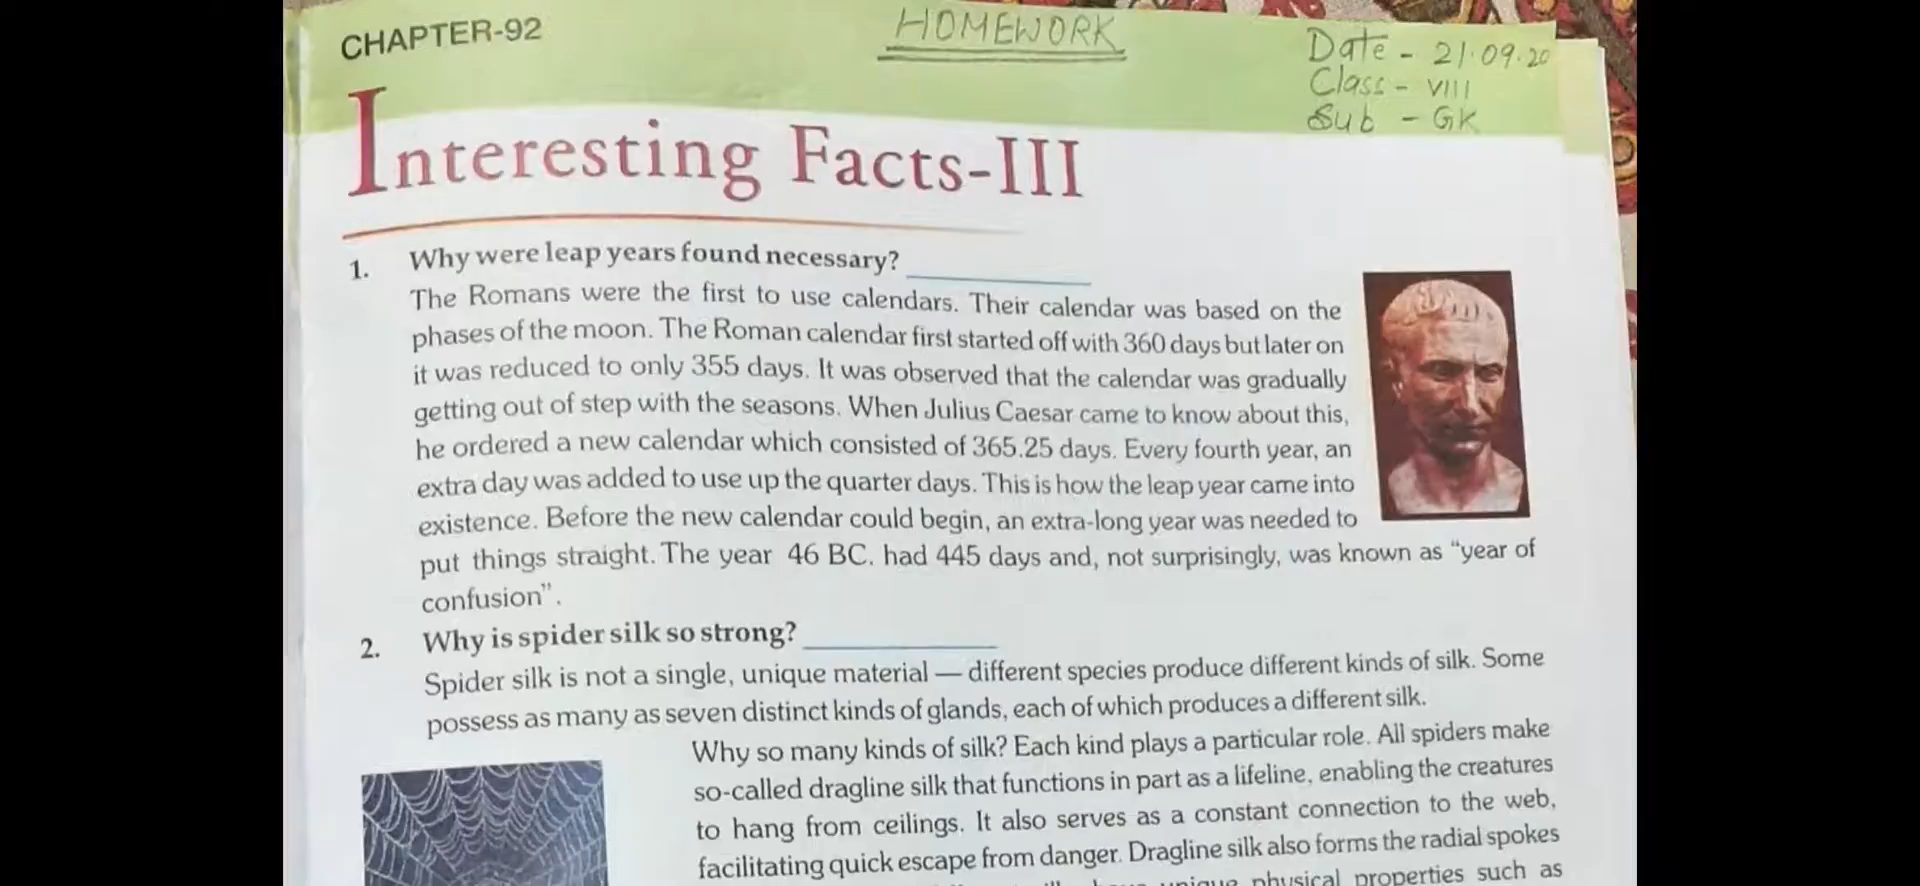 CHAPTER-92
HOMEWORK
Date - 21.09.20
Class - VIII
Sub - GK
Interesting Facts-III
1. Why were leap years found necessary?
The Romans were the first to use calendars. Their calendar was based on the
phases of the moon. The Roman calendar first started off with 360 days but later on
it was reduced to only 355 days. It was observed that the calendar was gradually
getting out of step with the seasons. When Julius Caesar came to know about this,
he ordered a new calendar which consisted of 365.25 days. Every fourth year, an
extra day was added to use up the quarter days. This is how the leap year came into
existence. Before the new calendar could begin, an extra-long year was needed to
put things straight. The year 46 BC. had 445 days and, not surprisingly, was known as "year of
confusion".
2. Why is spider silk so strong?
Spider silk is not a single, unique material — different species produce different kinds of silk. Some
possess as many as seven distinct kinds of glands, each of which produces a different silk.
Why so many kinds of silk? Each kind plays a particular role. All spiders make
so-called dragline silk that functions in part as a lifeline, enabling the creatures
to hang from ceilings. It also serves as a constant connection to the web,
facilitating quick escape from danger. Dragline silk also forms the radial spokes
unique physical properties such as